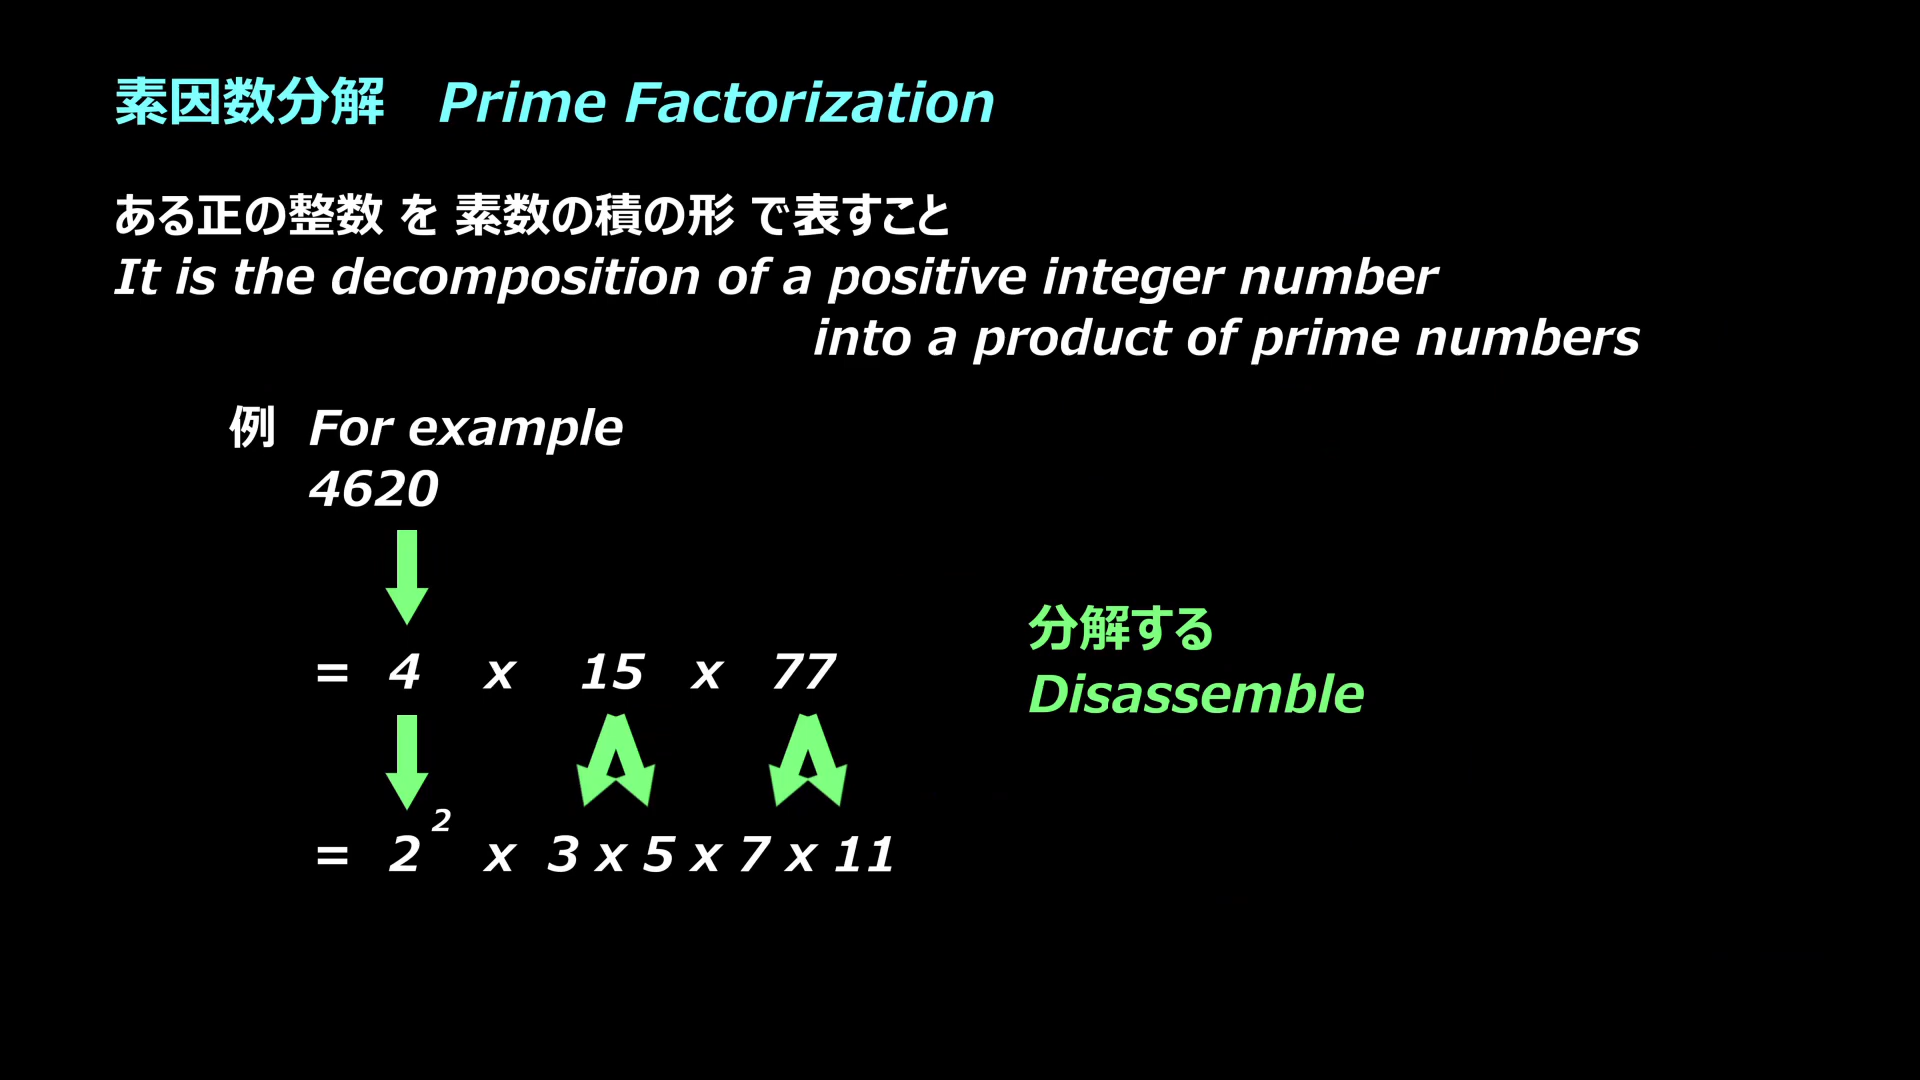 素因数分解 Prime Factorization
ある正の整数 を 素数の積の形 で表すこと
It is the decomposition of a positive integer number
into a product of prime numbers
例 For example
4620
= 4 x 15 x 77
分解する
Disassemble
= 2² x 3 x 5 x 7 x 11